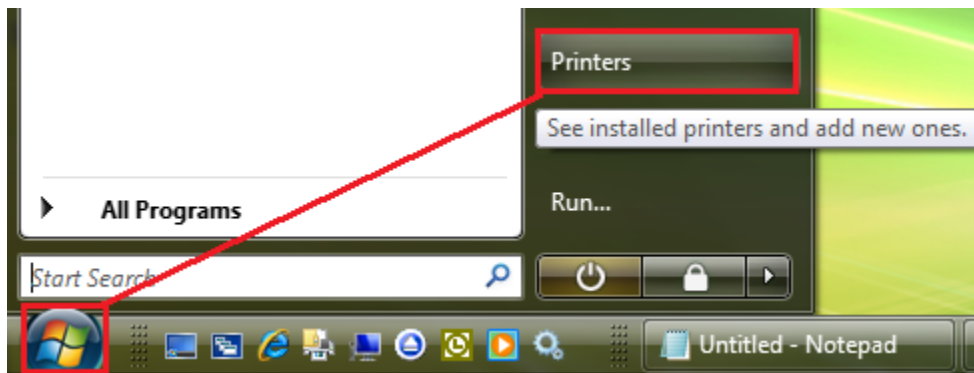 Printers
See installed printers and add new ones.
All Programs
Run...
Start Search
Untitled - Notepad